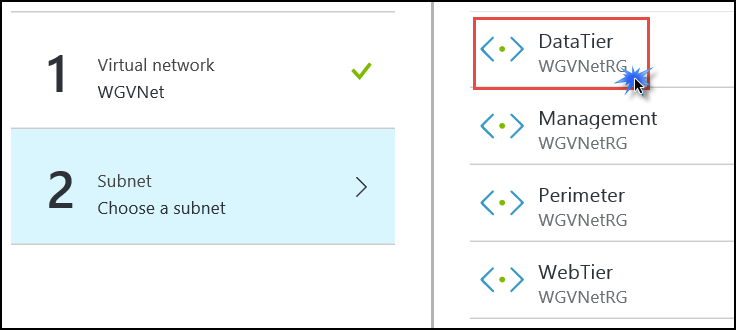 1
Virtual network
WGVNet
2
Subnet
Choose a subnet
DataTier
WGVNetRG
Management
WGVNetRG
Perimeter
WGVNetRG
WebTier
WGVNetRG